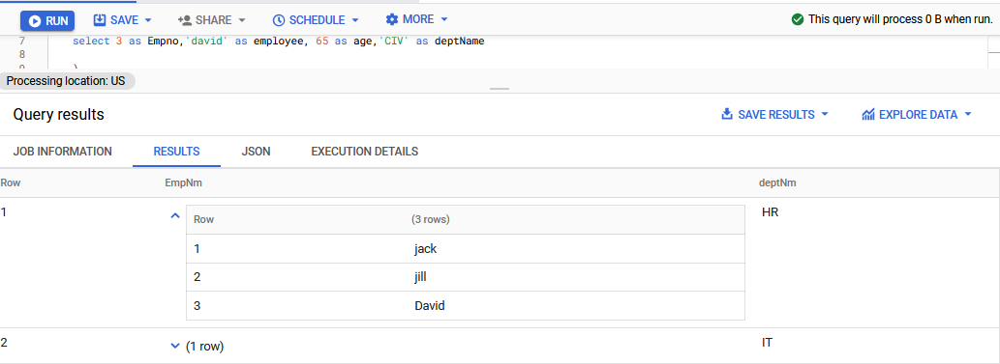 RUN SAVE SHARE SCHEDULE MORE This query will process 0 B when run.
7 select 3 as Empno,'david' as employee, 65 as age,'CIV' as deptName
8
9 )
Processing location: US
Query results SAVE RESULTS EXPLORE DATA
JOB INFORMATION RESULTS JSON EXECUTION DETAILS
Row EmpNm deptNm
1 HR
Row (3 rows)
1 jack
2 jill
3 David
2 (1 row) IT